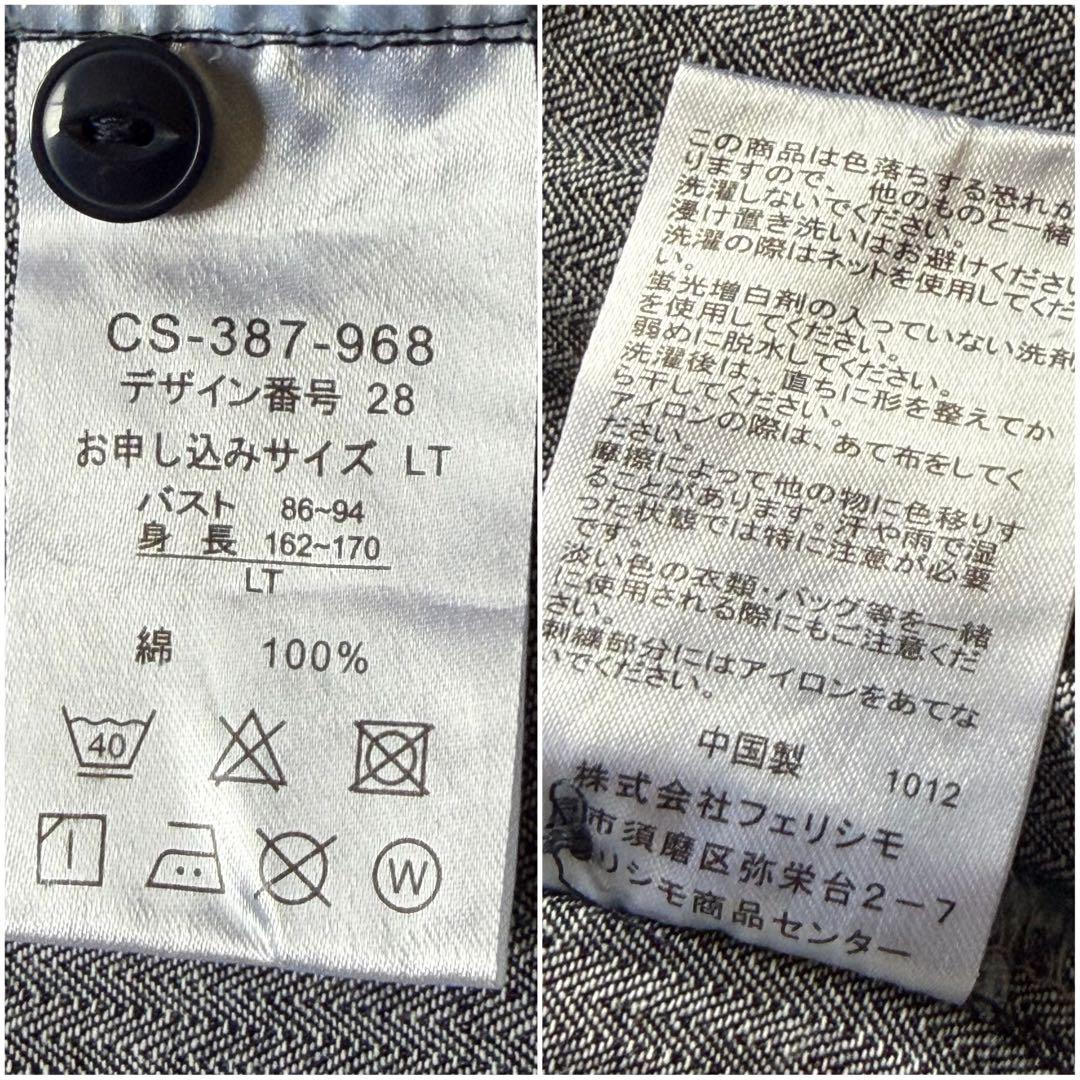 CS-387-968
デザイン番号 28
お申し込みサイズ LT
バスト 86~94
身 長 162~170
LT
綿 100%
40
W
この商品は色落ちする恐れが
りますので、他のものと一緒
洗濯しないでください。
浸け置き洗いはお避けくださ
洗濯の際はネットを使用してくだ
い。
蛍光増白剤の入っていない洗剤
を使用してください。
弱めに脱水してください。
洗濯後は、直ちに形を整えてか
ら干してください。
アイロンの際は、あて布をしてく
ださい。
摩擦によって他の物に色移りす
ることがあります。汗や雨で湿
った状態では特に注意が必要
です。
淡い色の衣類・バッグ等を一緒
に使用される際にもご注意くだ
さい。
刺繍部分にはアイロンをあてな
いでください。
中国製 1012
株式会社フェリシモ
市須磨区弥栄台2-7
リシモ商品センター